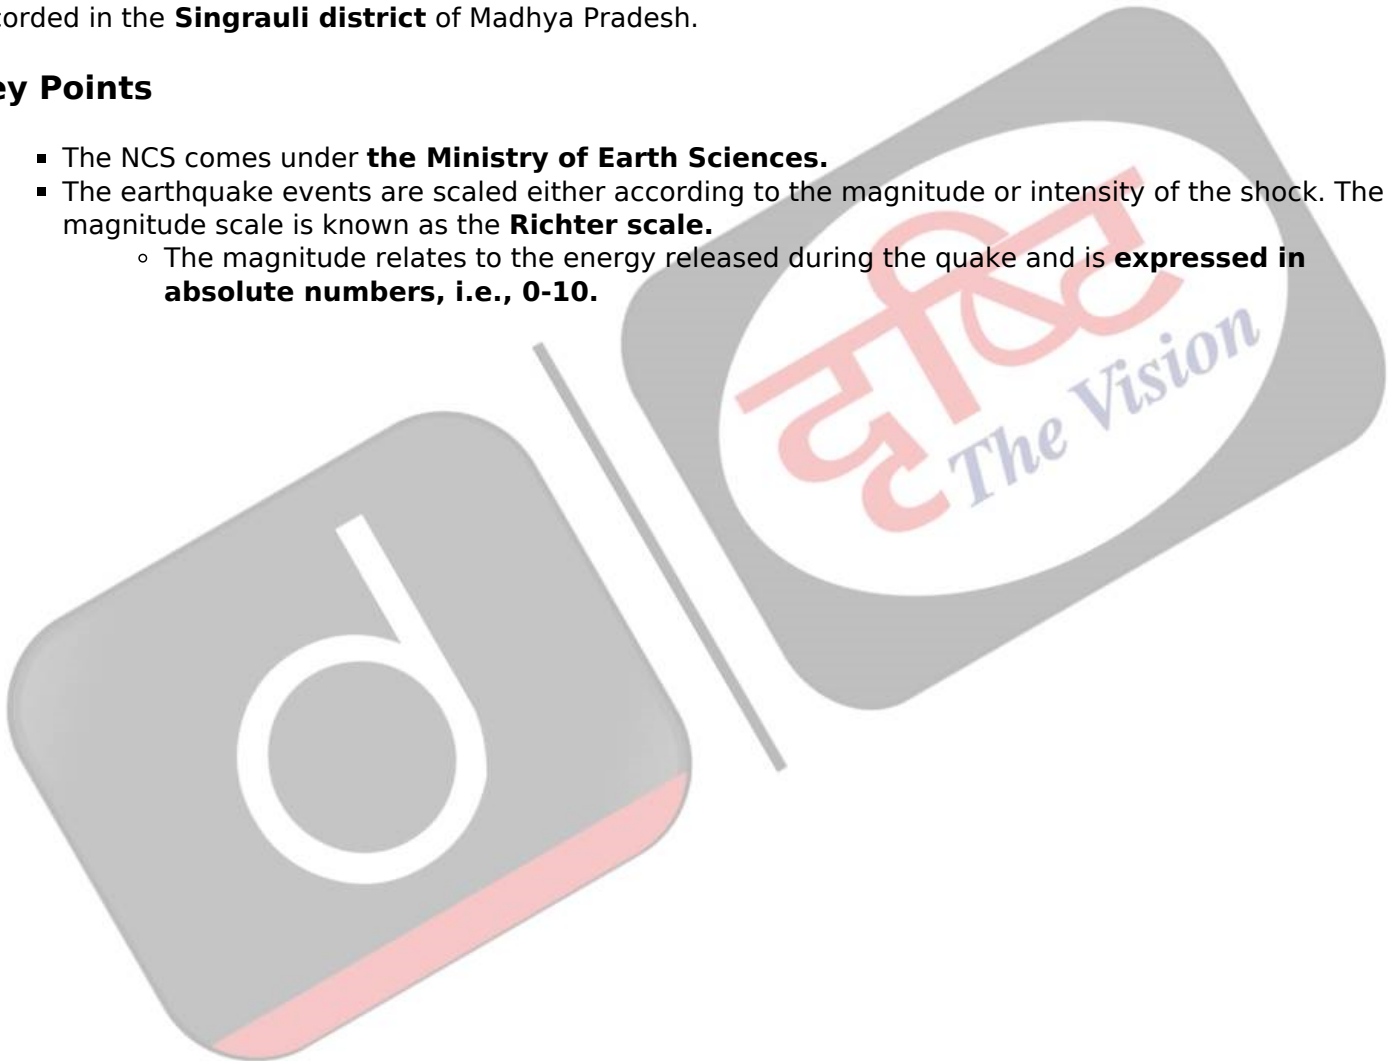 corded in the Singrauli district of Madhya Pradesh.
ey Points
▪ The NCS comes under the Ministry of Earth Sciences.
▪ The earthquake events are scaled either according to the magnitude or intensity of the shock. The
magnitude scale is known as the Richter scale.
◦ The magnitude relates to the energy released during the quake and is expressed in
absolute numbers, i.e., 0-10.
दृष्टि
The Vision
d